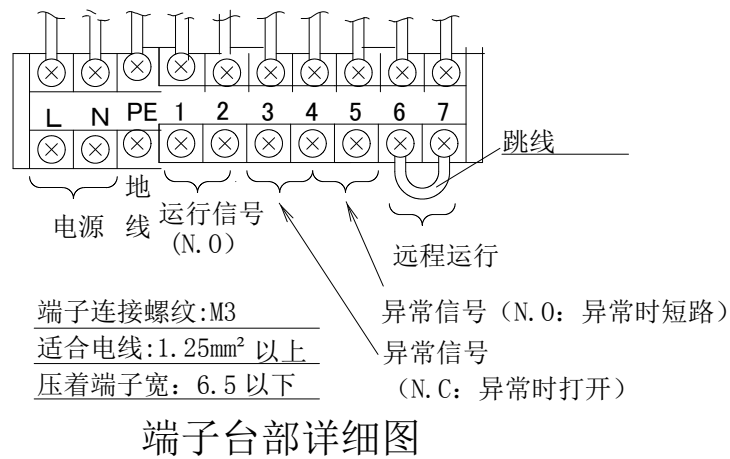 L N PE 1 2 3 4 5 6 7
跳线
电源
地线
运行信号
(N.O)
远程运行
端子连接螺纹:M3
适合电线:1.25mm² 以上
压着端子宽：6.5 以下
异常信号（N.O：异常时短路）
异常信号
（N.C：异常时打开）
端子台部详细图